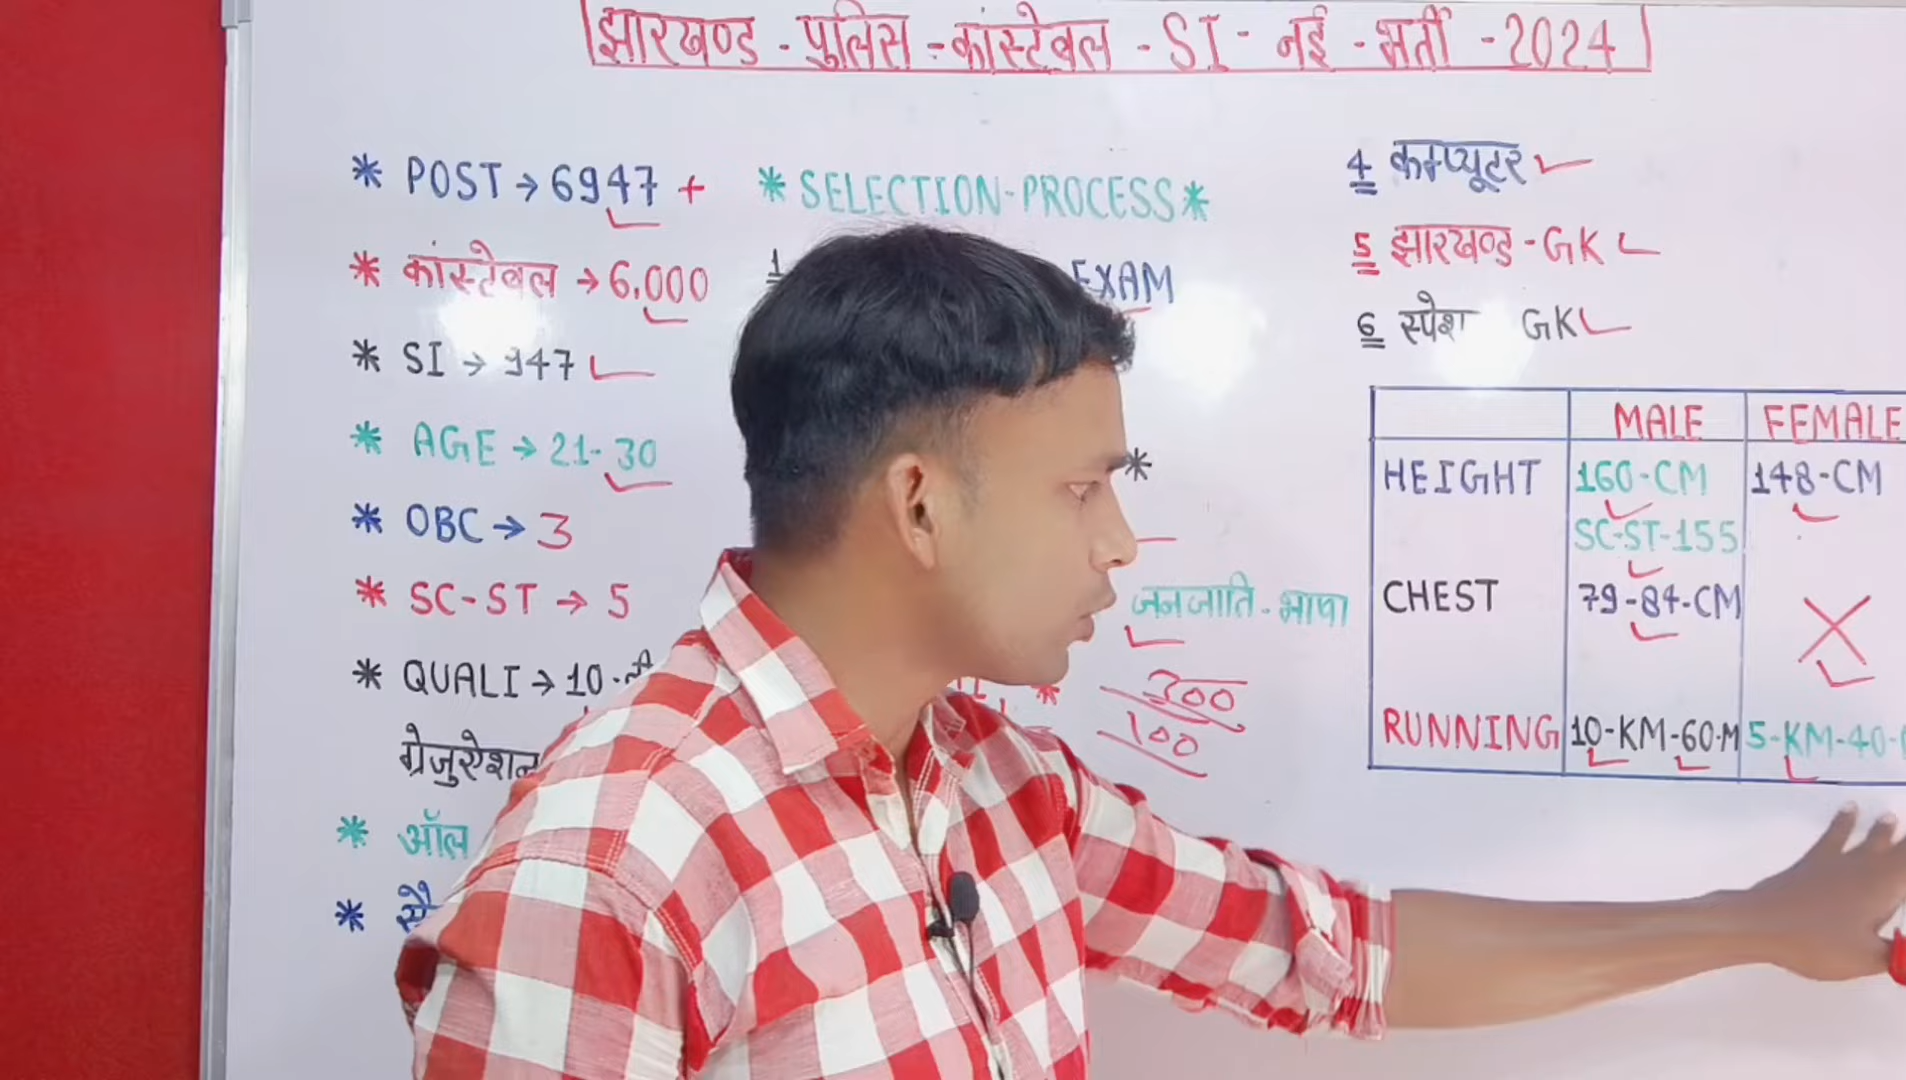 झारखण्ड - पुलिस - कांस्टेबल - SI - नई - भर्ती - 2024
* POST → 6947 +
* कांस्टेबल → 6,000
* SI → 947
* AGE → 21-30
* OBC → 3
* SC-ST → 5
* QUALI → 10
ग्रेजुऐशन
* ऑल
*
* SELECTION-PROCESS *
1 EXAM
*
जनजाति - भाषा
*
200
100
4 कम्प्यूटर
5 झारखण्ड - GK
6 GK
MALE FEMALE
HEIGHT 160-CM 148-CM
SC-ST-155
CHEST 79-84-CM
RUNNING 10-KM-60-M 5-KM-40-